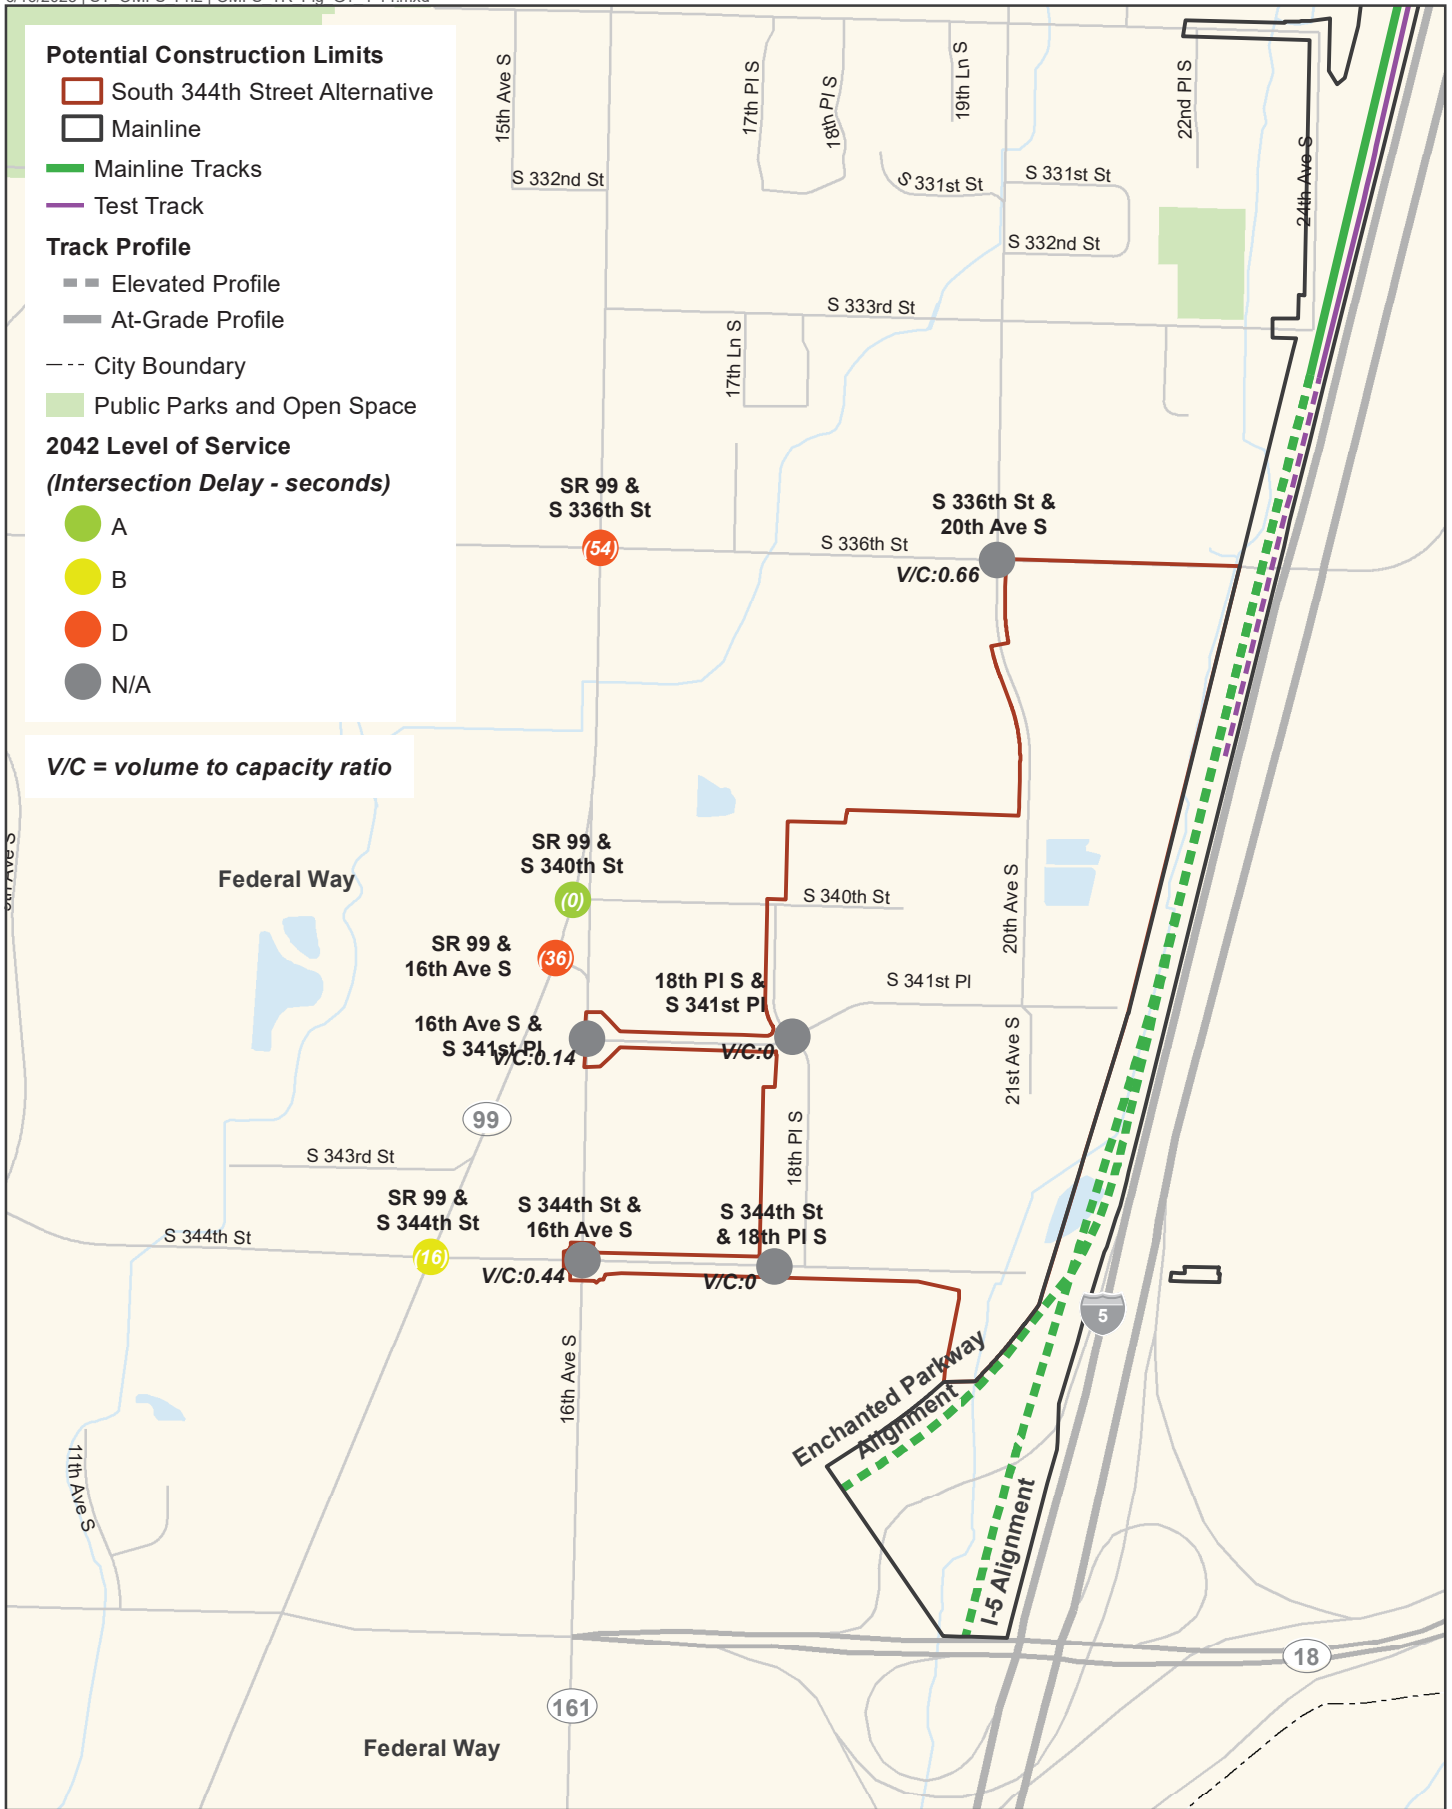 Potential Construction Limits
South 344th Street Alternative
Mainline
Mainline Tracks
Test Track
Track Profile
Elevated Profile
At-Grade Profile
City Boundary
Public Parks and Open Space
2042 Level of Service
(Intersection Delay - seconds)
A
B
D
N/A
V/C = volume to capacity ratio
15th Ave S
17th Pl S
18th Pl S
19th Ln S
22nd Pl S
24th Ave S
S 332nd St
S 331st St
S 331st St
S 332nd St
S 333rd St
17th Ln S
SR 99 &
S 336th St
(54)
S 336th St
S 336th St &
20th Ave S
V/C:0.66
SR 99 &
S 340th St
(0)
S 340th St
Federal Way
20th Ave S
SR 99 &
16th Ave S
(36)
18th Pl S &
S 341st Pl
S 341st Pl
V/C:0
16th Ave S &
S 341st Pl
V/C:0.14
21st Ave S
99
S 343rd St
18th Pl S
SR 99 &
S 344th St
(16)
S 344th St
S 344th St &
16th Ave S
V/C:0.44
S 344th St
& 18th Pl S
V/C:0
5
16th Ave S
Enchanted Parkway
Alignment
I-5 Alignment
11th Ave S
18
161
Federal Way